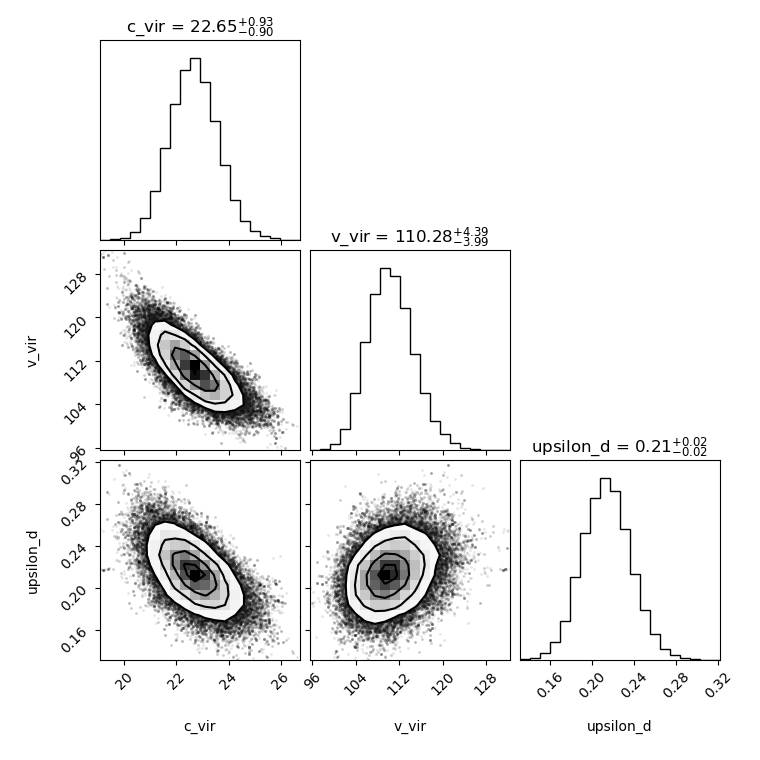 c_vir = 22.65+0.93 −0.90
v_vir = 110.28+4.39 −3.99
128
120
112
104
96
v_vir
upsilon_d = 0.21+0.02 −0.02
0.32
0.28
0.24
0.20
0.16
upsilon_d
20 22 24 26
96 104 112 120 128
0.16 0.20 0.24 0.28 0.32
c_vir v_vir upsilon_d